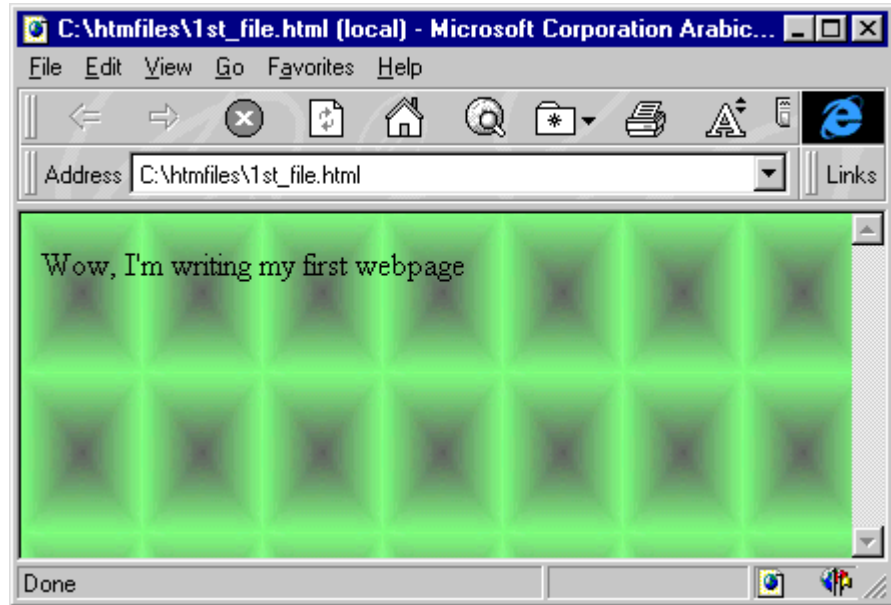 C:\htmfiles\1st_file.html (local) - Microsoft Corporation Arabic...
File Edit View Go Favorites Help
Address C:\htmfiles\1st_file.html Links
Wow, I'm writing my first webpage
Done